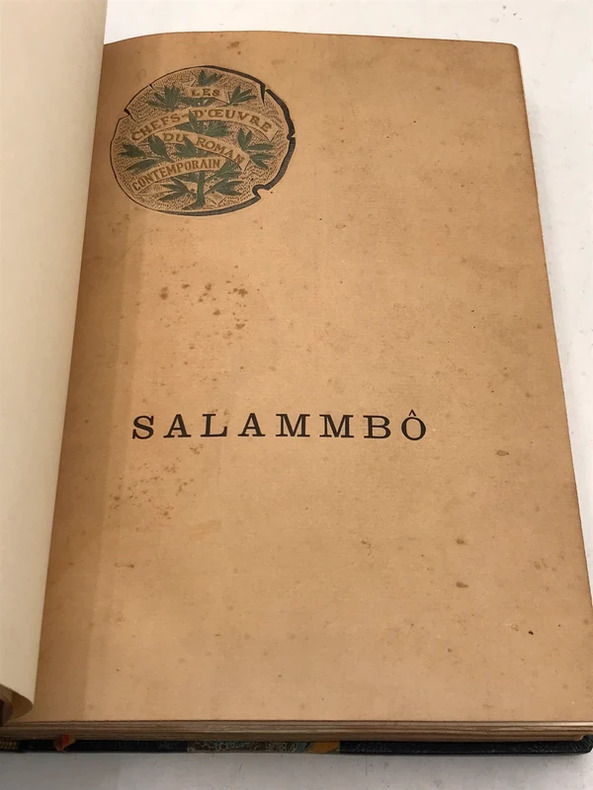 LES
CHEFS-D'ŒUVRE
DU ROMAN
CONTEMPORAIN
SALAMMBÔ